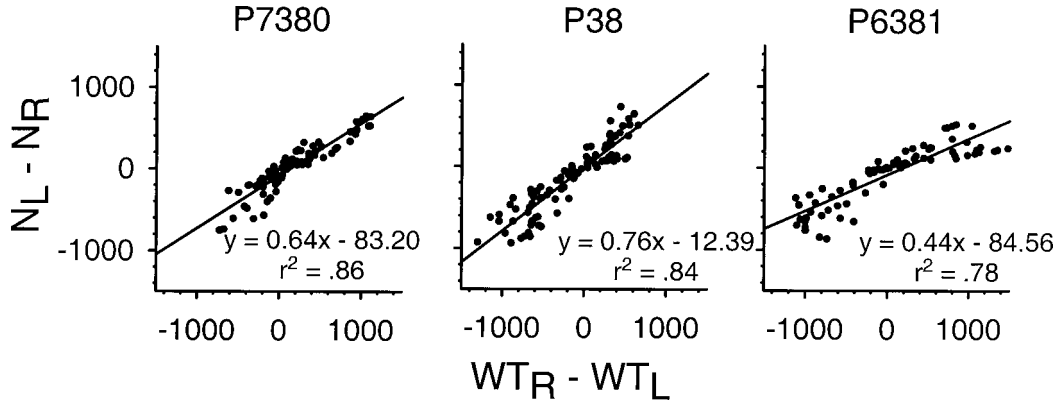 P7380 P38 P6381
N_L - N_R
1000
0
-1000
y = 0.64x - 83.20
r² = .86
y = 0.76x - 12.39
r² = .84
y = 0.44x - 84.56
r² = .78
-1000 0 1000 -1000 0 1000 -1000 0 1000
WT_R - WT_L